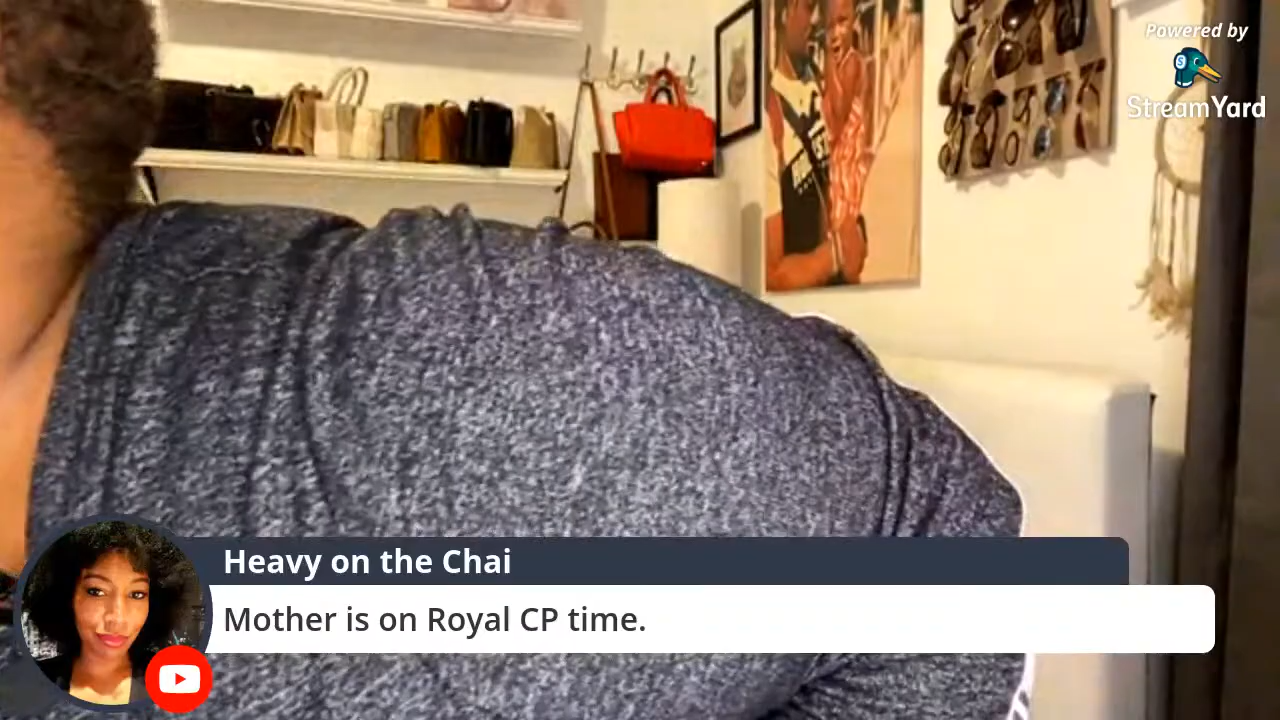 Powered by
StreamYard
Heavy on the Chai
Mother is on Royal CP time.